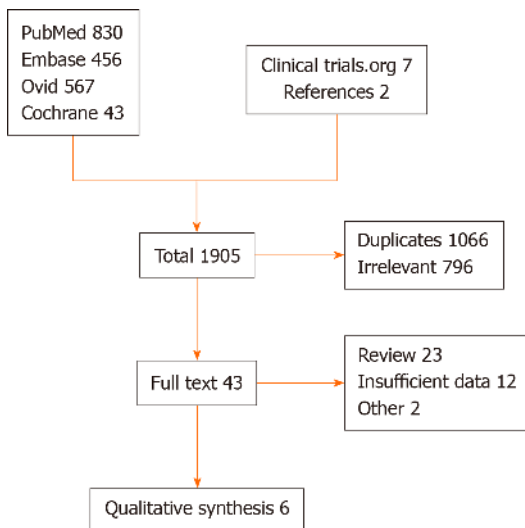 PubMed 830
Embase 456
Ovid 567
Cochrane 43
Clinical trials.org 7
References 2
Total 1905
Duplicates 1066
Irrelevant 796
Full text 43
Review 23
Insufficient data 12
Other 2
Qualitative synthesis 6